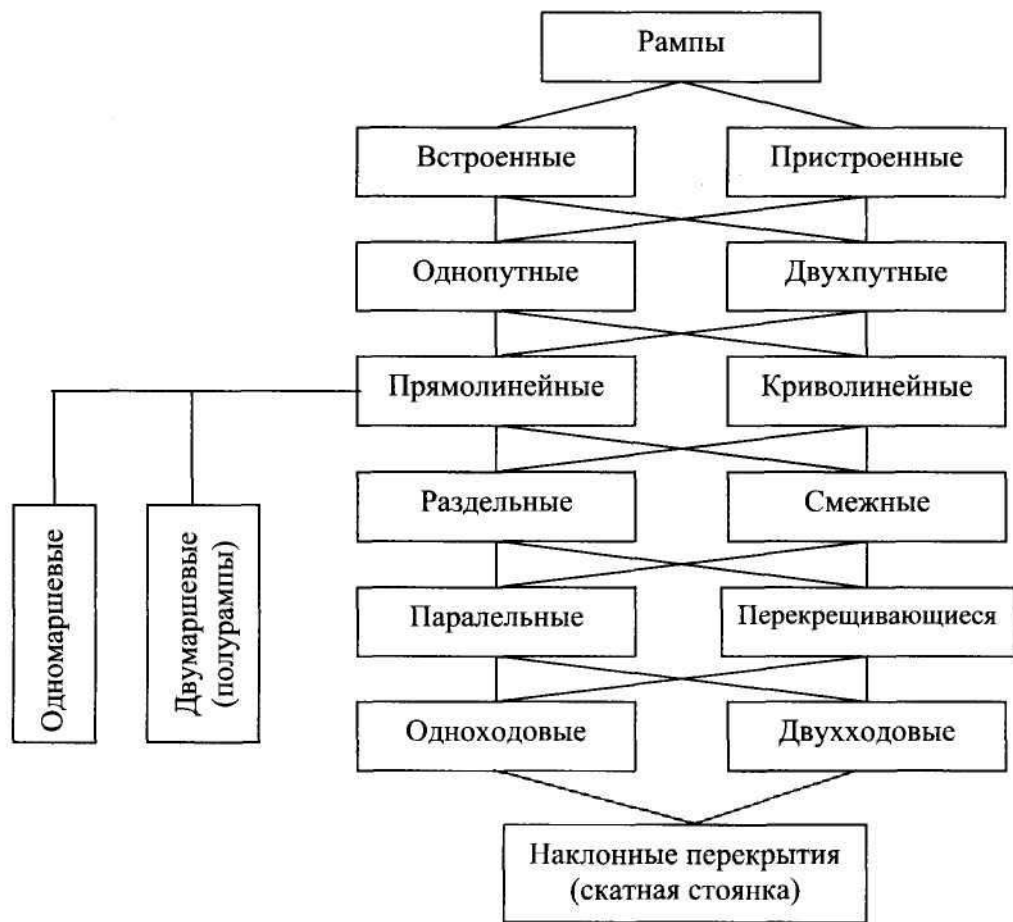 Рампы
Встроенные
Пристроенные
Однопутные
Двухпутные
Прямолинейные
Криволинейные
Раздельные
Смежные
Одномаршевые
Двумаршевые
(полурампы)
Паралельные
Перекрещивающиеся
Одноходовые
Двухходовые
Наклонные перекрытия
(скатная стоянка)